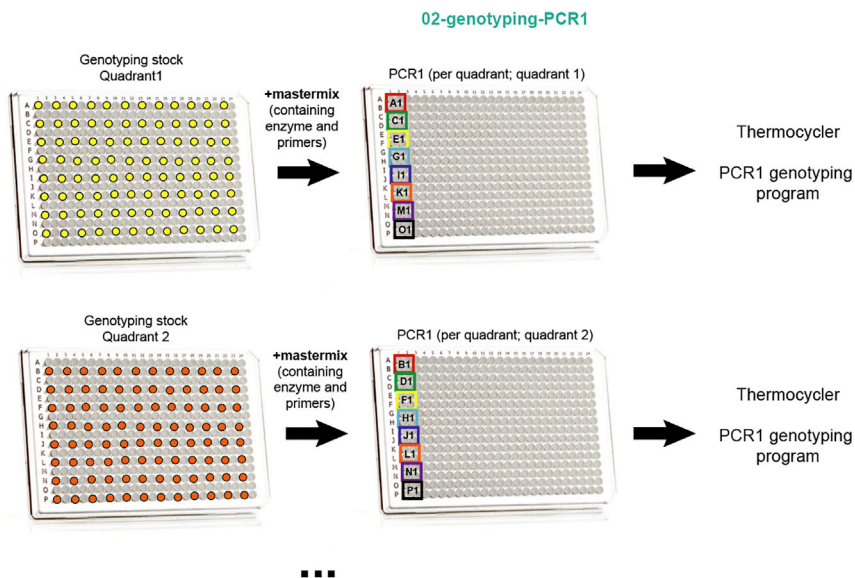 02-genotyping-PCR1
Genotyping stock
Quadrant1
+mastermix
(containing
enzyme and
primers)
PCR1 (per quadrant; quadrant 1)
A
B
C
D
E
F
G
H
I
J
K
L
M
N
O
P
A1
C1
E1
G1
I1
K1
M1
O1
Thermocycler
PCR1 genotyping
program
Genotyping stock
Quadrant 2
+mastermix
(containing
enzyme and
primers)
PCR1 (per quadrant; quadrant 2)
B1
D1
F1
H1
J1
L1
N1
P1
Thermocycler
PCR1 genotyping
program
...